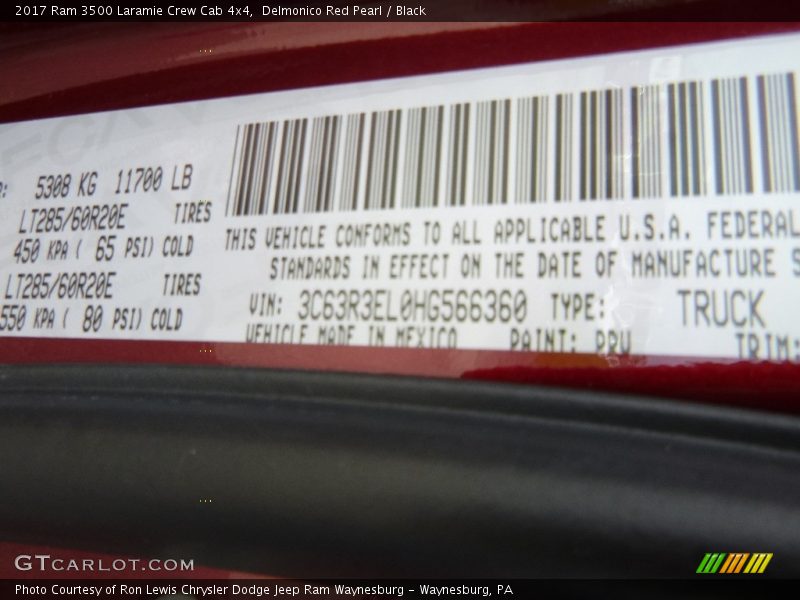 2017 Ram 3500 Laramie Crew Cab 4x4, Delmonico Red Pearl / Black
5308 KG 11700 LB
LT285/60R20E TIRES
450 KPA ( 65 PSI) COLD
LT285/60R20E TIRES
550 KPA ( 80 PSI) COLD
THIS VEHICLE CONFORMS TO ALL APPLICABLE U.S.A. FEDERAL
STANDARDS IN EFFECT ON THE DATE OF MANUFACTURE S
VIN: 3C63R3EL0HG566360 TYPE: TRUCK
VEHICLE MADE IN MEXICO PAINT: PRV TRIM:
GTCARLOT.COM
Photo Courtesy of Ron Lewis Chrysler Dodge Jeep Ram Waynesburg - Waynesburg, PA